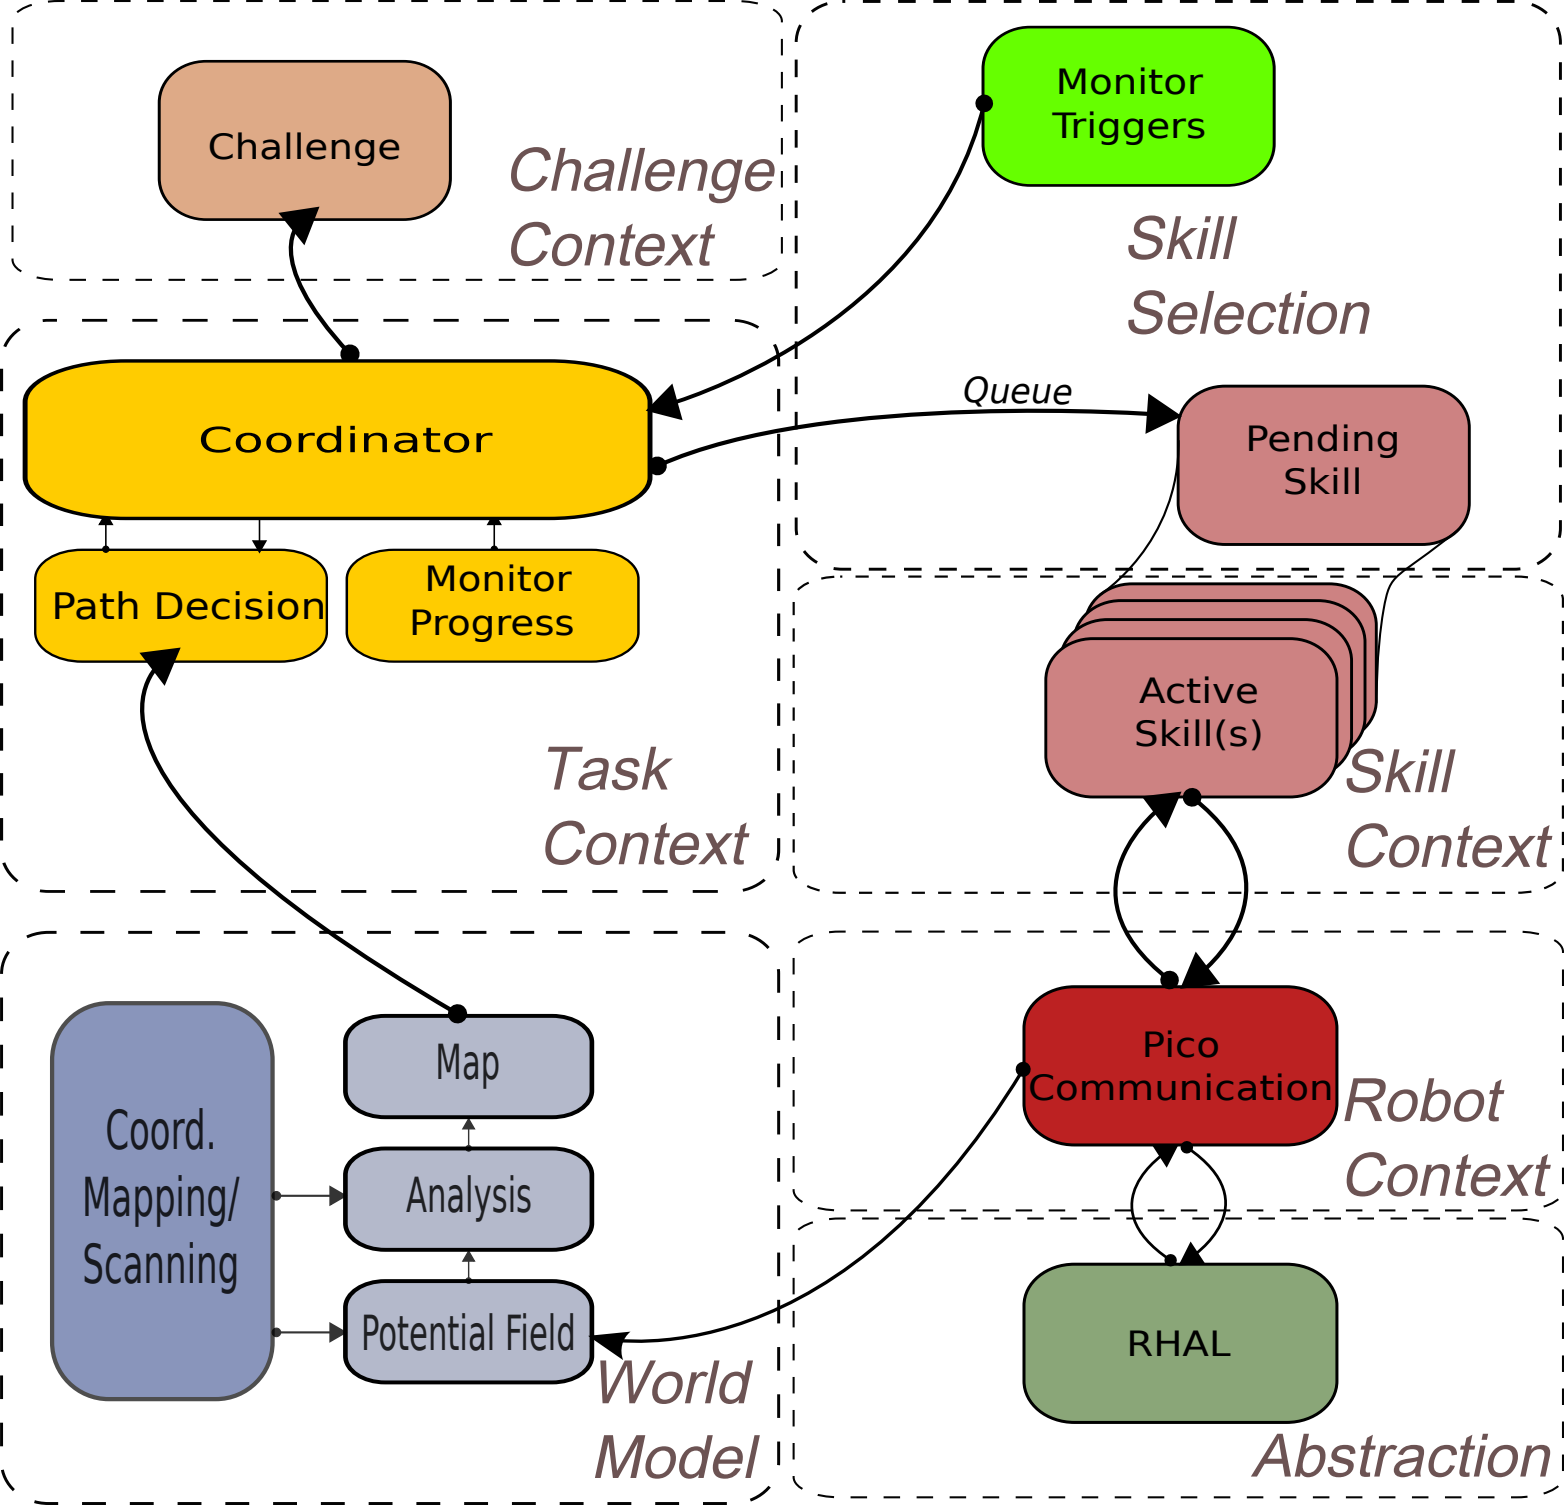 Challenge
Challenge
Context
Monitor
Triggers
Skill
Selection
Queue
Pending
Skill
Coordinator
Path Decision
Monitor
Progress
Task
Context
Active
Skill(s)
Skill
Context
Coord.
Mapping/
Scanning
Map
Analysis
Potential Field
World
Model
Pico
Communication
Robot
Context
RHAL
Abstraction